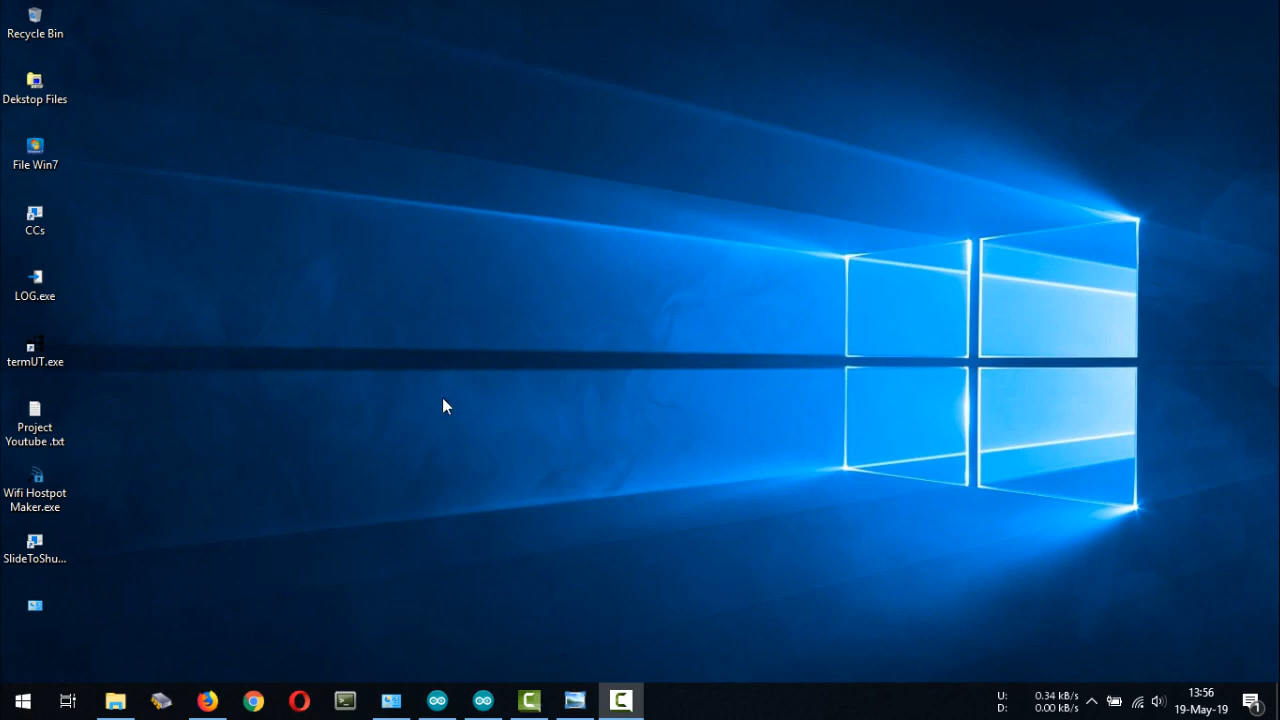 Recycle Bin
Dekstop Files
File Win7
CCs
LOG.exe
termUT.exe
Project
Youtube .txt
Wifi Hostpot
Maker.exe
SlideToShu...
U: 0.34 kB/s
D: 0.00 kB/s
13:56
19-May-19
1